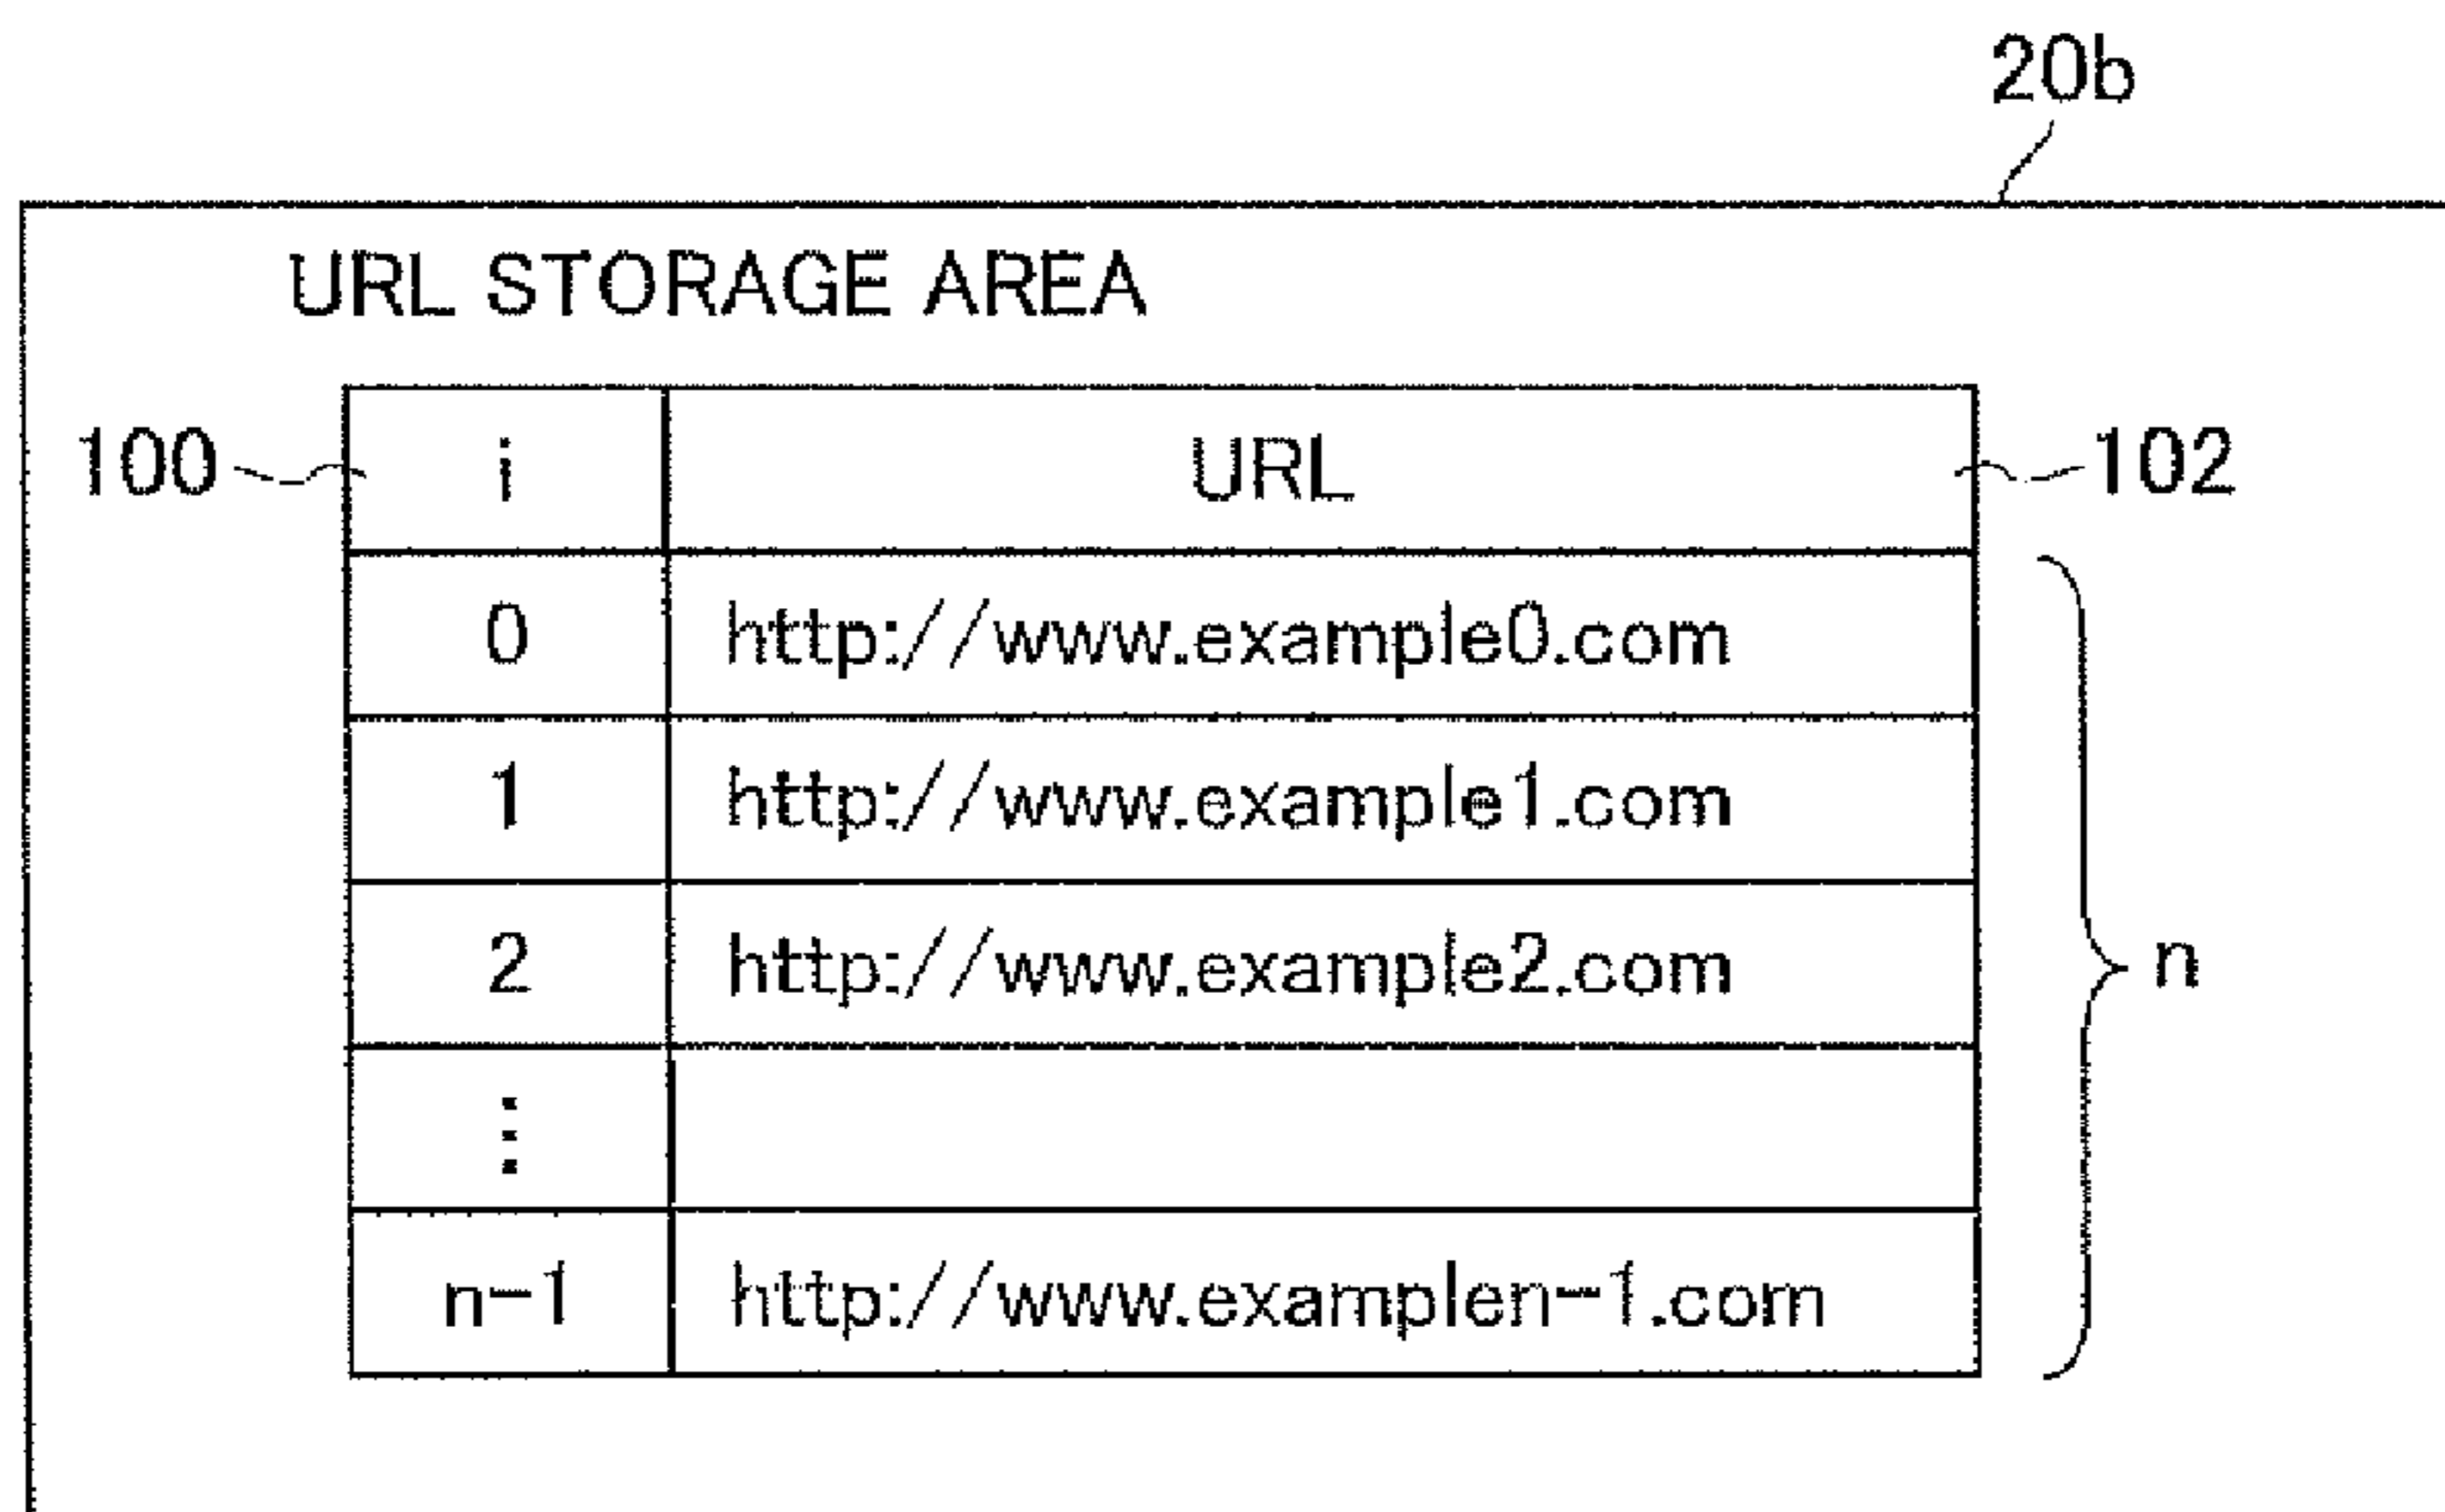 20b
URL STORAGE AREA
100 i URL 102
0 http://www.example0.com
1 http://www.example1.com
2 http://www.example2.com n
⋮
n-1 http://www.examplen-1.com